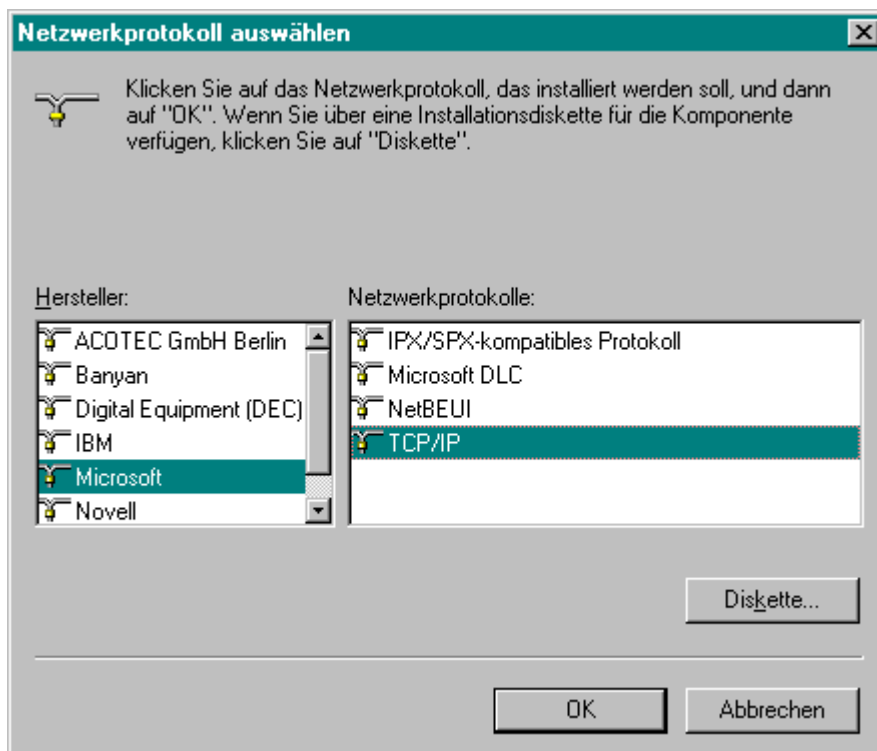 Netzwerkprotokoll auswählen
Klicken Sie auf das Netzwerkprotokoll, das installiert werden soll, und dann
auf "OK". Wenn Sie über eine Installationsdiskette für die Komponente
verfügen, klicken Sie auf "Diskette".
Hersteller:
ACOTEC GmbH Berlin
Banyan
Digital Equipment (DEC)
IBM
Microsoft
Novell
Netzwerkprotokolle:
IPX/SPX-kompatibles Protokoll
Microsoft DLC
NetBEUI
TCP/IP
Diskette...
OK
Abbrechen